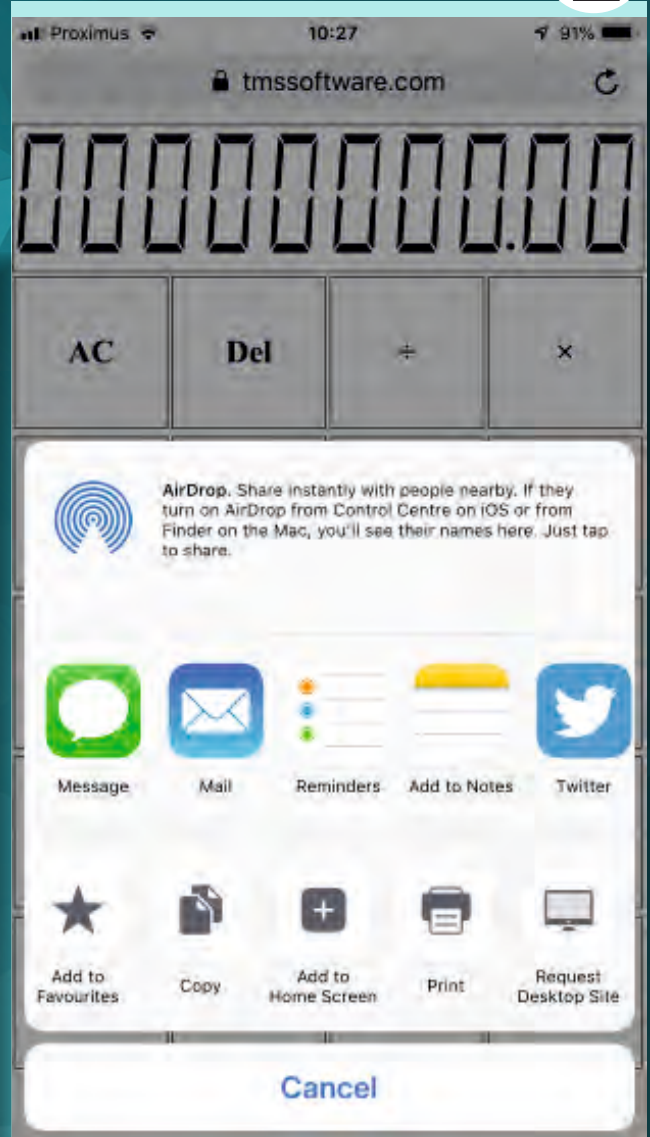 Proximus 10:27 91%
tmssoftware.com
00000000.00
AC Del ÷ ×
AirDrop. Share instantly with people nearby. If they
turn on AirDrop from Control Centre on iOS or from
Finder on the Mac, you'll see their names here. Just tap
to share.
Message Mail Reminders Add to Notes Twitter
Add to Favourites Copy Add to Home Screen Print Request Desktop Site
Cancel